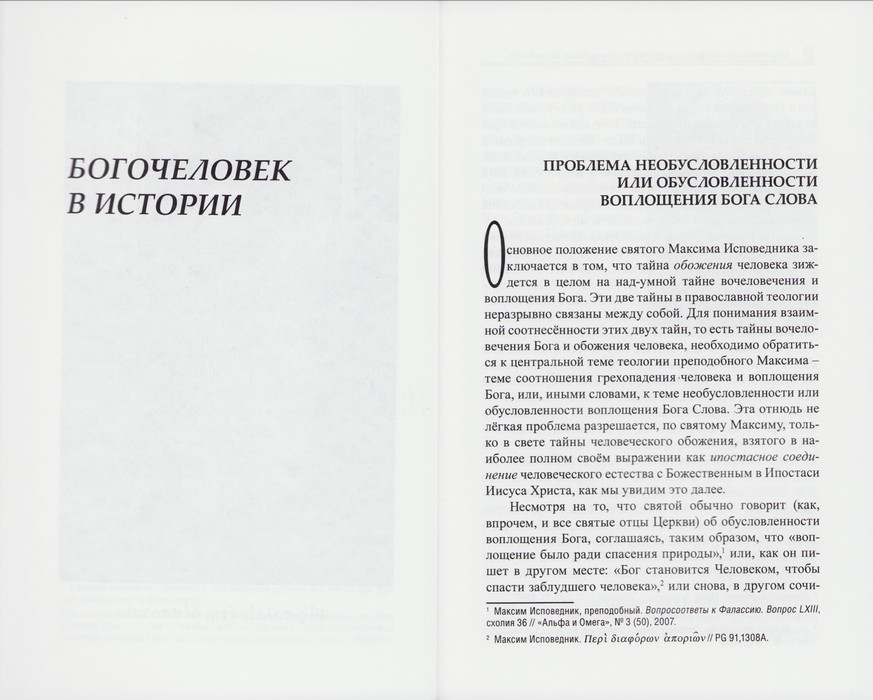 БОГОЧЕЛОВЕК
В ИСТОРИИ
ПРОБЛЕМА НЕОБУСЛОВЛЕННОСТИ
ИЛИ ОБУСЛОВЛЕННОСТИ
ВОПЛОЩЕНИЯ БОГА СЛОВА
Основное положение святого Максима Исповедника за-
ключается в том, что тайна обожения человека зиж-
дется в целом на над-умной тайне вочеловечения и
воплощения Бога. Эти две тайны в православной теологии
неразрывно связаны между собой. Для понимания взаим-
ной соотнесённости этих двух тайн, то есть тайны вочело-
вечения Бога и обожения человека, необходимо обратить-
ся к центральной теме теологии преподобного Максима –
теме соотношения грехопадения человека и воплощения
Бога, или, иными словами, к теме необусловленности или
обусловленности воплощения Бога Слова. Эта отнюдь не
лёгкая проблема разрешается, по святому Максиму, толь-
ко в свете тайны человеческого обожения, взятого в на-
иболее полном своём выражении как ипостасное соеди-
нение человеческого естества с Божественным в Ипостаси
Иисуса Христа, как мы увидим это далее.
Несмотря на то, что святой обычно говорит (как,
впрочем, и все святые отцы Церкви) об обусловленности
воплощения Бога, соглашаясь, таким образом, что «воп-
лощение было ради спасения природы»,¹ или, как он пи-
шет в другом месте: «Бог становится Человеком, чтобы
спасти заблудшего человека»,² или снова, в другом сочи-
¹ Максим Исповедник, преподобный. Вопросоответы к Фалассию. Вопрос LXIII,
схолия 36 // «Альфа и Омега», № 3 (50), 2007.
² Максим Исповедник. Περὶ διαφόρων ἀποριῶν // PG 91,1308A.